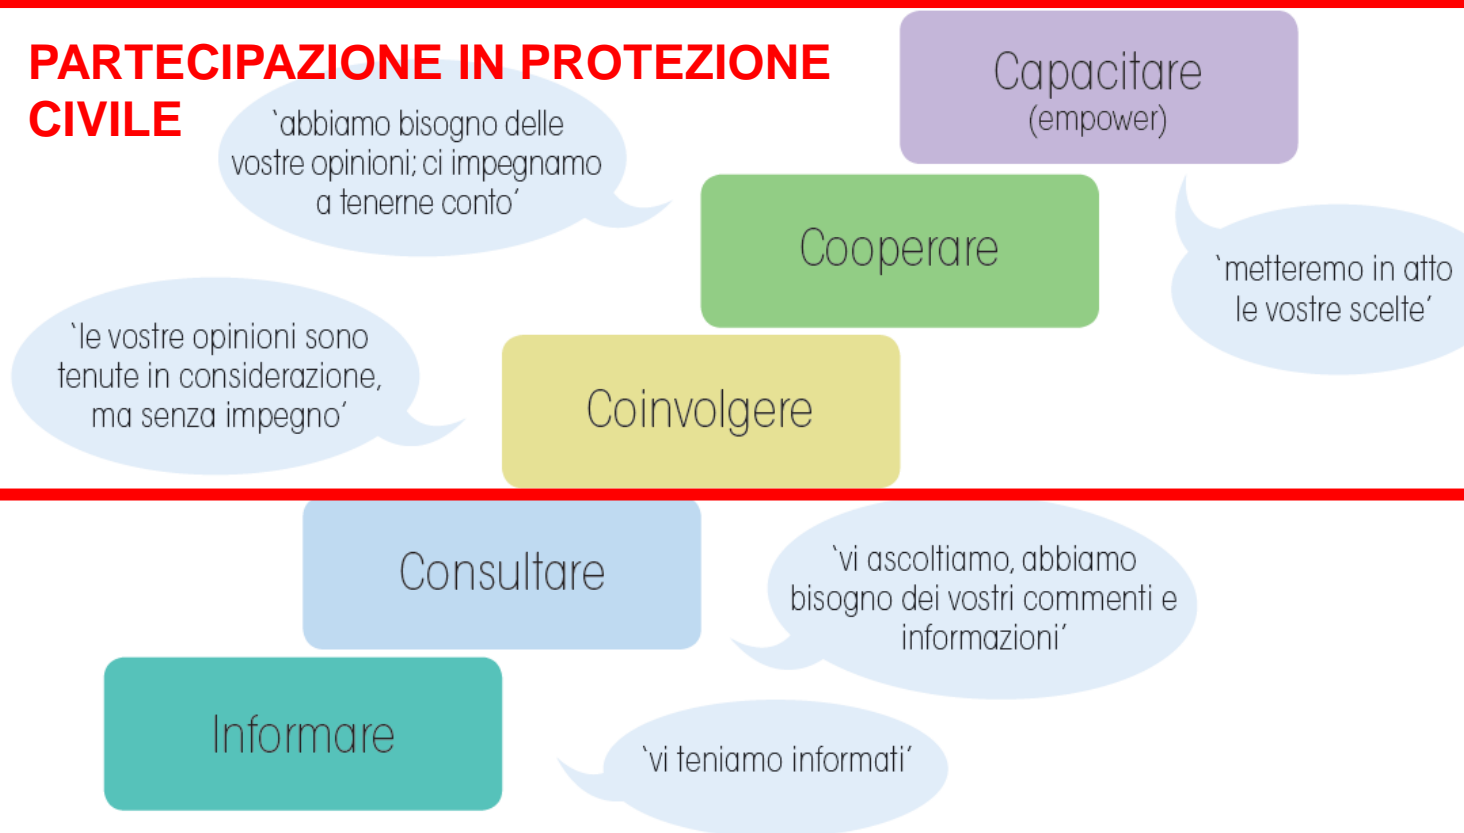 PARTECIPAZIONE IN PROTEZIONE
CIVILE
Capacitare
(empower)
`abbiamo bisogno delle
vostre opinioni; ci impegnamo
a tenerne conto’
Cooperare
`metteremo in atto
le vostre scelte’
`le vostre opinioni sono
tenute in considerazione,
ma senza impegno’
Coinvolgere
Consultare
`vi ascoltiamo, abbiamo
bisogno dei vostri commenti e
informazioni’
Informare
`vi teniamo informati’